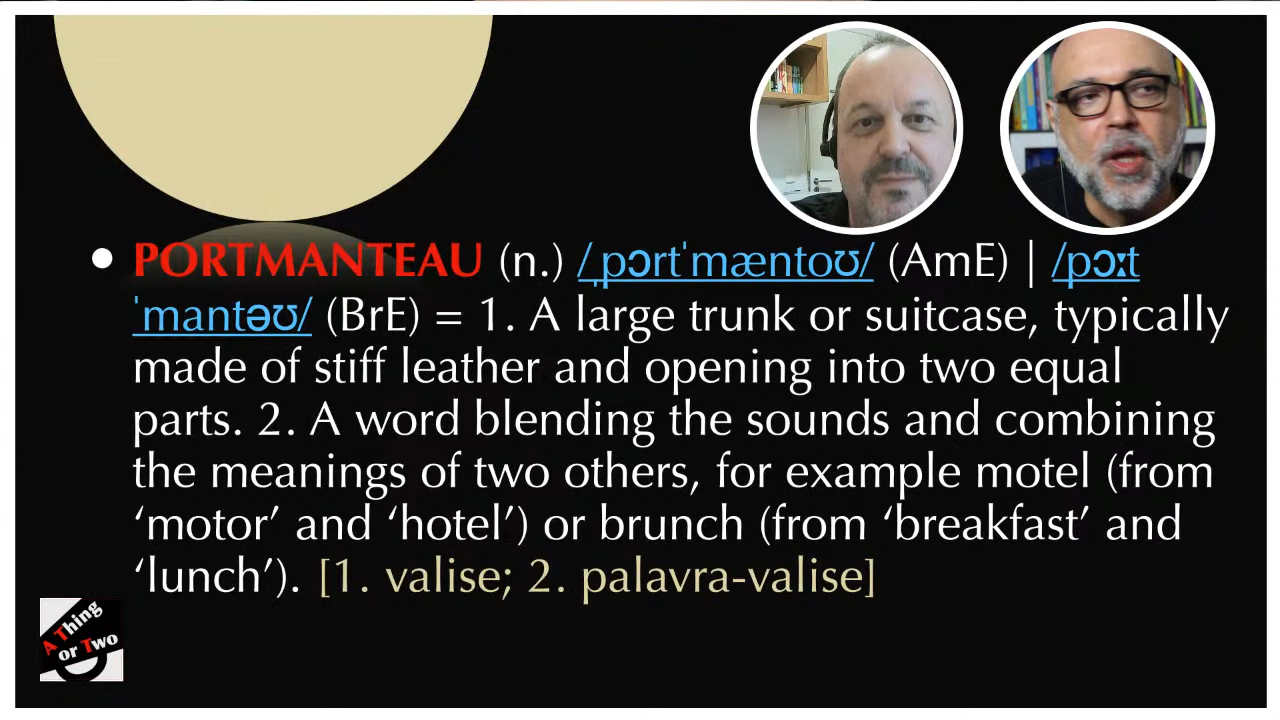 PORTMANTEAU (n.) /ˌpɔrtˈmæntoʊ/ (AmE) | /pɔːt
ˈmantəʊ/ (BrE) = 1. A large trunk or suitcase, typically
made of stiff leather and opening into two equal
parts. 2. A word blending the sounds and combining
the meanings of two others, for example motel (from
‘motor’ and ‘hotel’) or brunch (from ‘breakfast’ and
‘lunch’). [1. valise; 2. palavra-valise]
A Thing
or Two